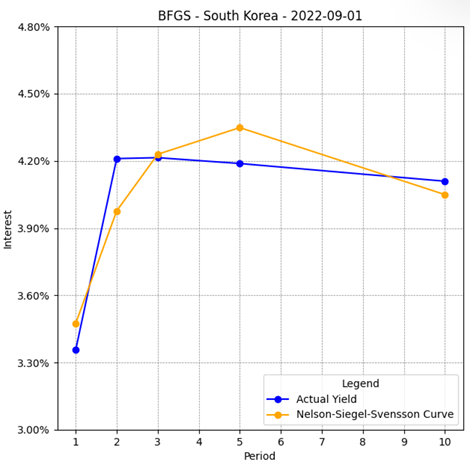 BFGS - South Korea - 2022-09-01
4.80%
4.50%
4.20%
3.90%
3.60%
3.30%
3.00%
Interest
1 2 3 4 5 6 7 8 9 10
Period
Legend
Actual Yield
Nelson-Siegel-Svensson Curve